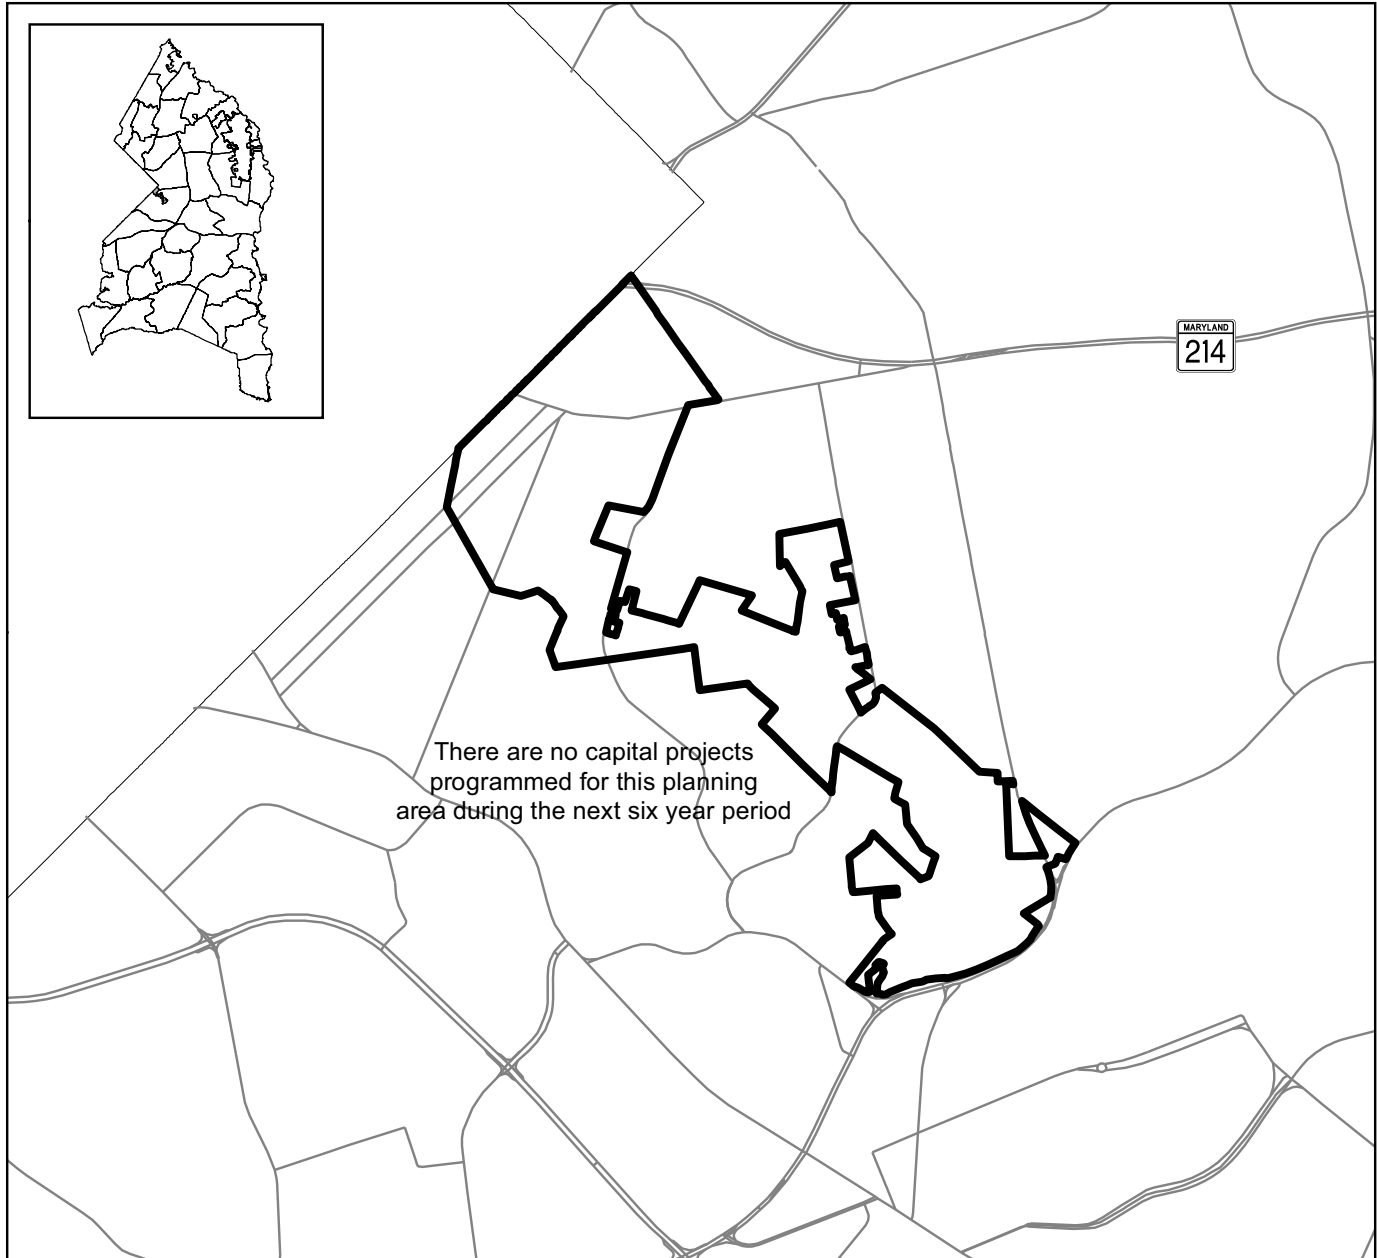 MARYLAND
214
There are no capital projects
programmed for this planning
area during the next six year period